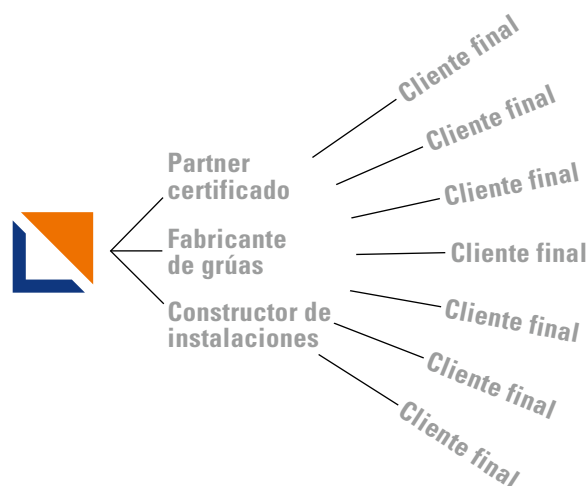 Partner
certificado
Fabricante
de grúas
Constructor de
instalaciones
Cliente final
Cliente final
Cliente final
Cliente final
Cliente final
Cliente final
Cliente final